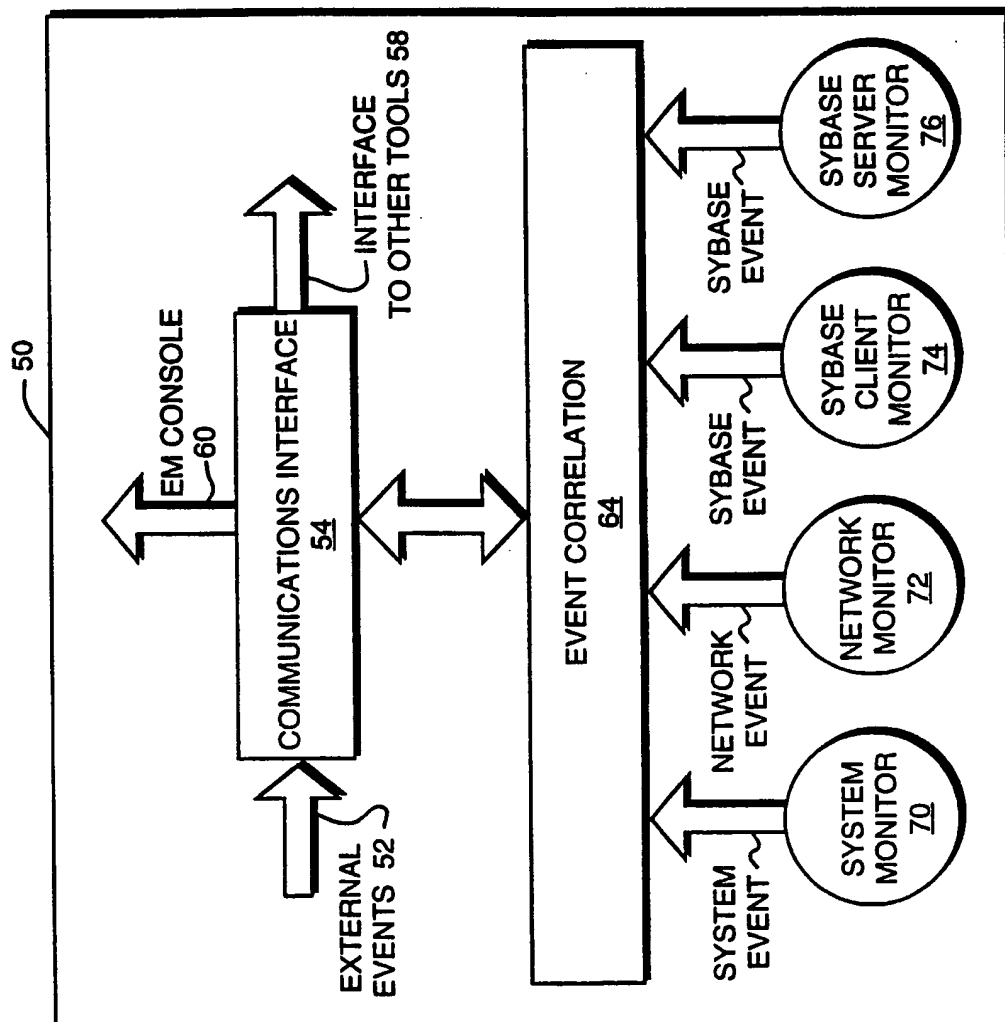 50
EM CONSOLE
60
COMMUNICATIONS INTERFACE
54
INTERFACE
TO OTHER TOOLS 58
EXTERNAL
EVENTS 52
EVENT CORRELATION
64
SYSTEM
EVENT
NETWORK
EVENT
SYBASE
EVENT
SYBASE
EVENT
SYSTEM
MONITOR
70
NETWORK
MONITOR
72
SYBASE
CLIENT
MONITOR
74
SYBASE
SERVER
MONITOR
76